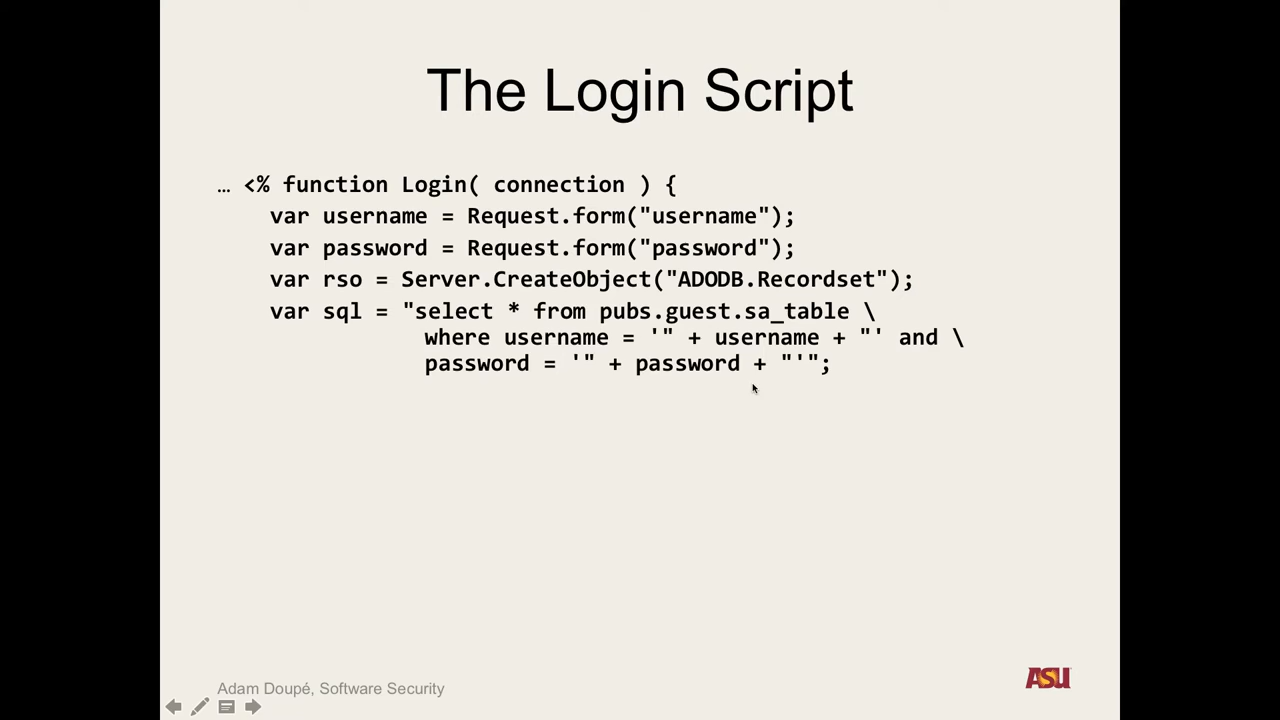 The Login Script
… <% function Login( connection ) {
var username = Request.form("username");
var password = Request.form("password");
var rso = Server.CreateObject("ADODB.Recordset");
var sql = "select * from pubs.guest.sa_table \
where username = '" + username + "' and \
password = '" + password + "'";
Adam Doupé, Software Security
ASU